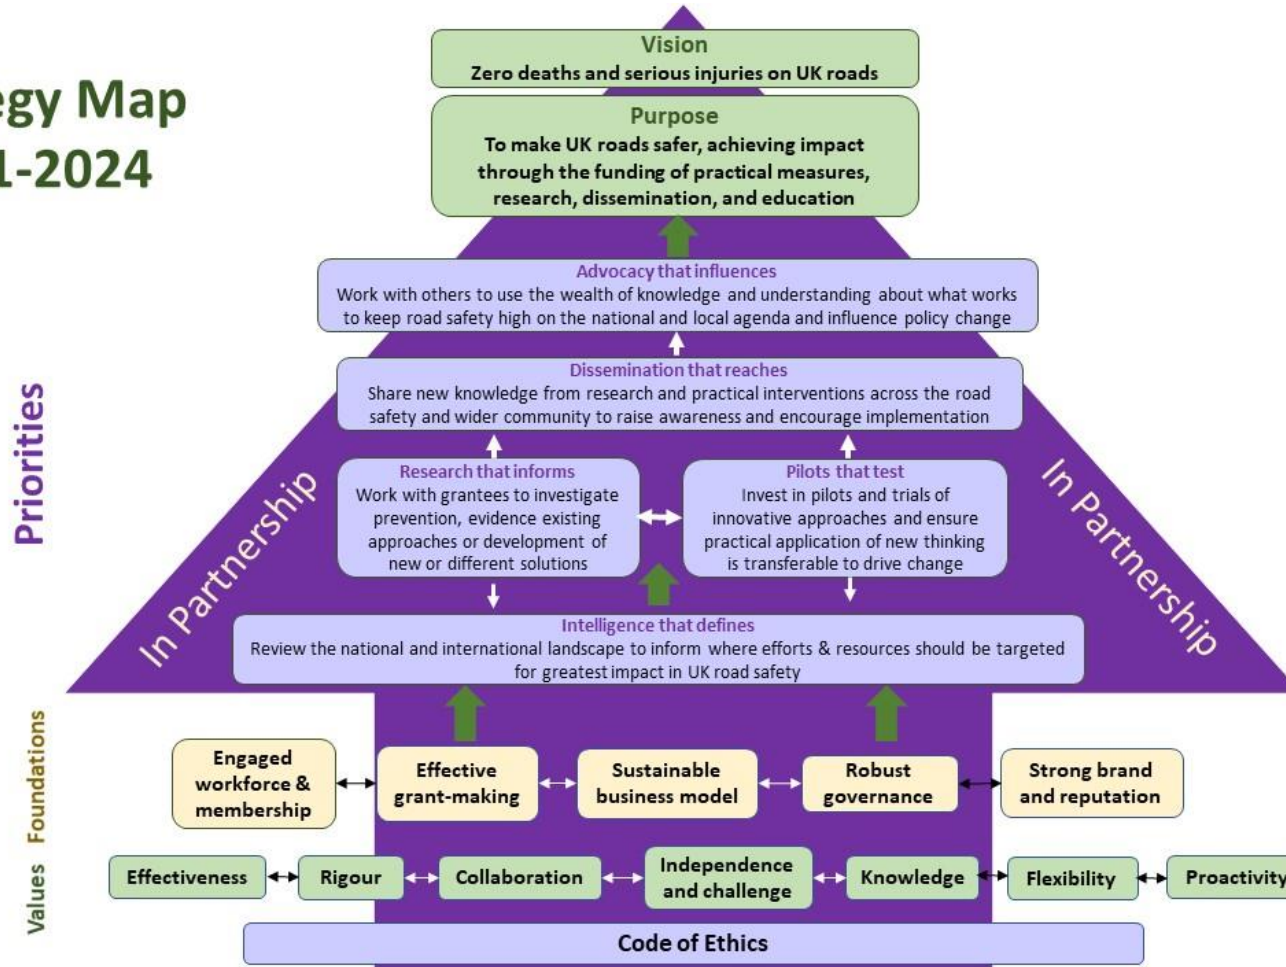 egy Map
1-2024
Vision
Zero deaths and serious injuries on UK roads
Purpose
To make UK roads safer, achieving impact
through the funding of practical measures,
research, dissemination, and education
Priorities
Advocacy that influences
Work with others to use the wealth of knowledge and understanding about what works
to keep road safety high on the national and local agenda and influence policy change
Dissemination that reaches
Share new knowledge from research and practical interventions across the road
safety and wider community to raise awareness and encourage implementation
In Partnership
Research that informs
Work with grantees to investigate
prevention, evidence existing
approaches or development of
new or different solutions
Pilots that test
Invest in pilots and trials of
innovative approaches and ensure
practical application of new thinking
is transferable to drive change
In Partnership
Intelligence that defines
Review the national and international landscape to inform where efforts & resources should be targeted
for greatest impact in UK road safety
Foundations
Engaged
workforce &
membership
Effective
grant-making
Sustainable
business model
Robust
governance
Strong brand
and reputation
Values
Effectiveness
Rigour
Collaboration
Independence
and challenge
Knowledge
Flexibility
Proactivity
Code of Ethics